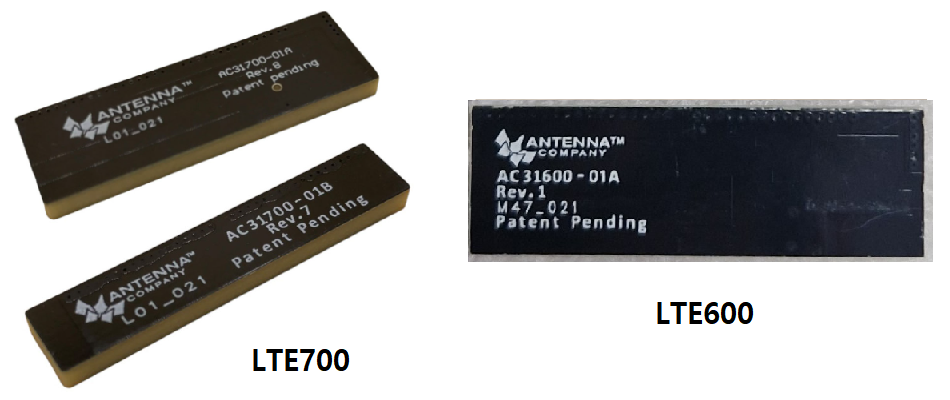 ANTENNA™
COMPANY
L01_021
AC31700-01A
Rev.8
Patent pending
ANTENNA™
COMPANY
L01_021
AC31700-01B
Rev.7
Patent Pending
LTE700
ANTENNA™
COMPANY
AC31600-01A
Rev.1
M47_021
Patent Pending
LTE600